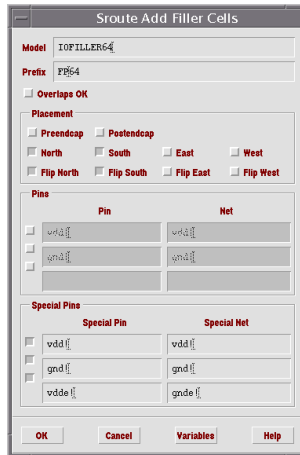 Sroute Add Filler Cells
Model IOFILLER64
Prefix FP64
Overlaps OK
Placement
Preendcap Postendcap
North South East West
Flip North Flip South Flip East Flip West
Pins
Pin Net
vdd! vdd!
gnd! gnd!
Special Pins
Special Pin Special Net
vdd! vdd!
gnd! gnd!
vdde! gnde!
OK Cancel Variables Help